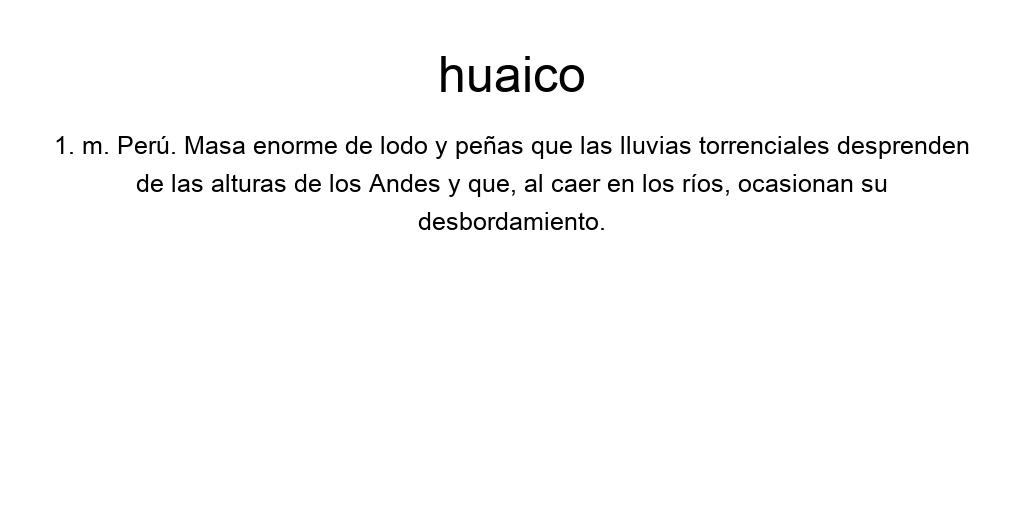 huaico
1. m. Perú. Masa enorme de lodo y peñas que las lluvias torrenciales desprenden
de las alturas de los Andes y que, al caer en los ríos, ocasionan su
desbordamiento.